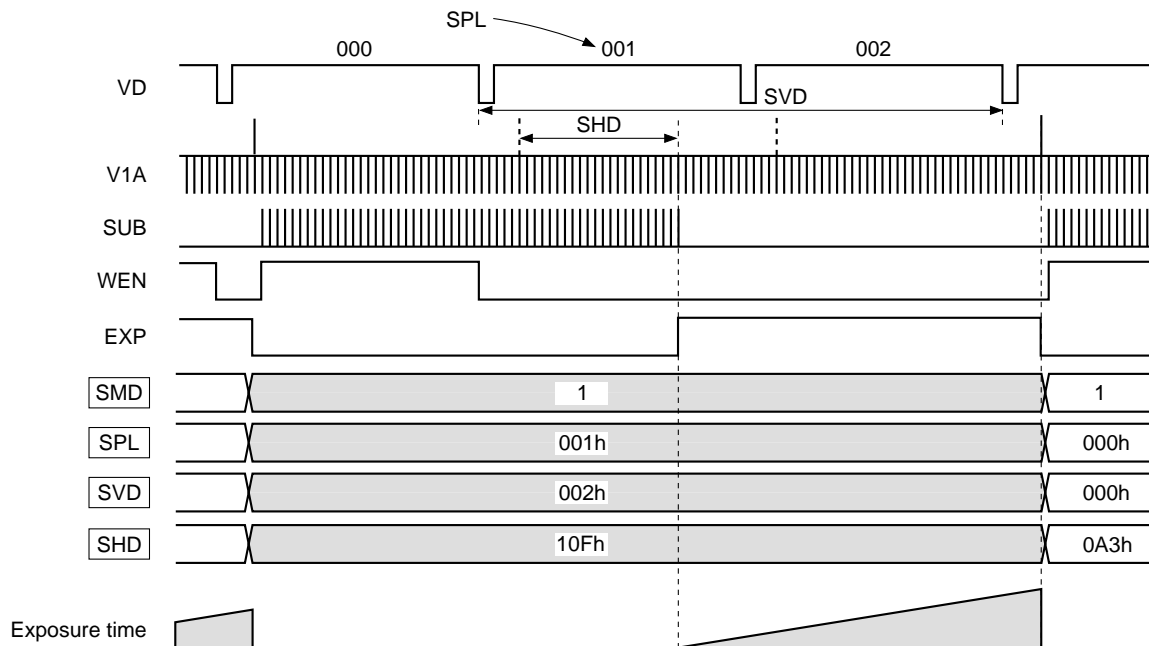 SPL
000 001 002
VD
SVD
SHD
V1A
SUB
WEN
EXP
SMD 1 1
SPL 001h 000h
SVD 002h 000h
SHD 10Fh 0A3h
Exposure time